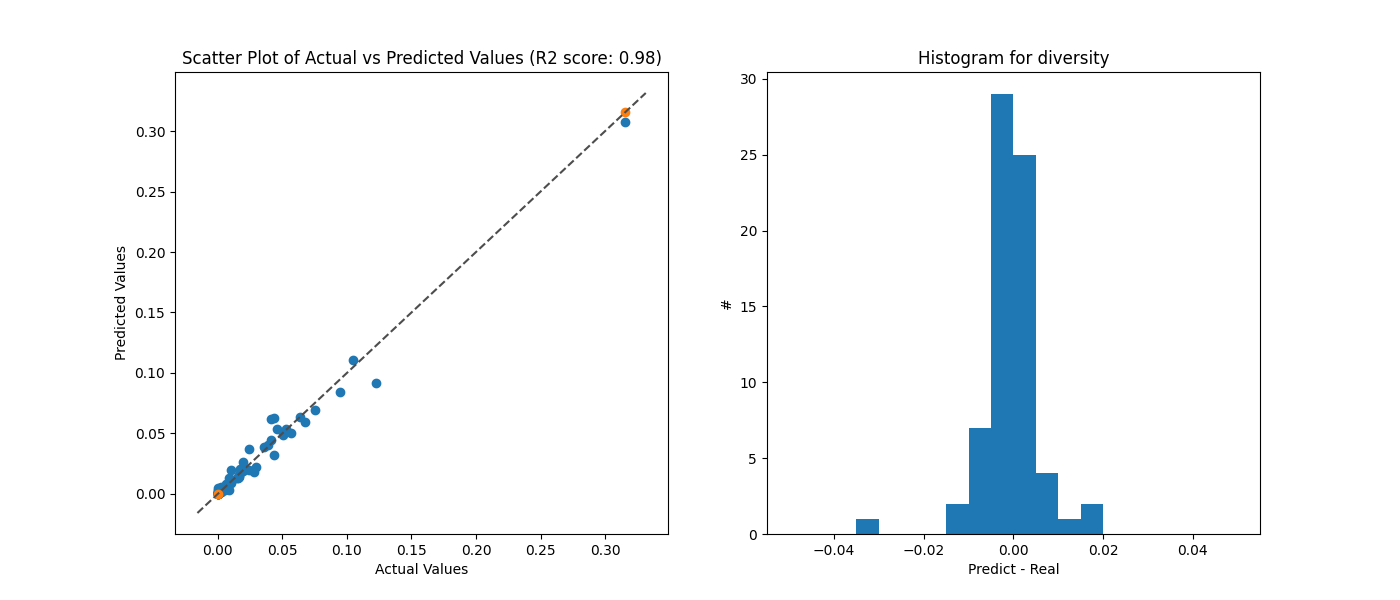 Scatter Plot of Actual vs Predicted Values (R2 score: 0.98)
Predicted Values
0.30
0.25
0.20
0.15
0.10
0.05
0.00
0.00 0.05 0.10 0.15 0.20 0.25 0.30
Actual Values
Histogram for diversity
#
30
25
20
15
10
5
0
−0.04 −0.02 0.00 0.02 0.04
Predict - Real